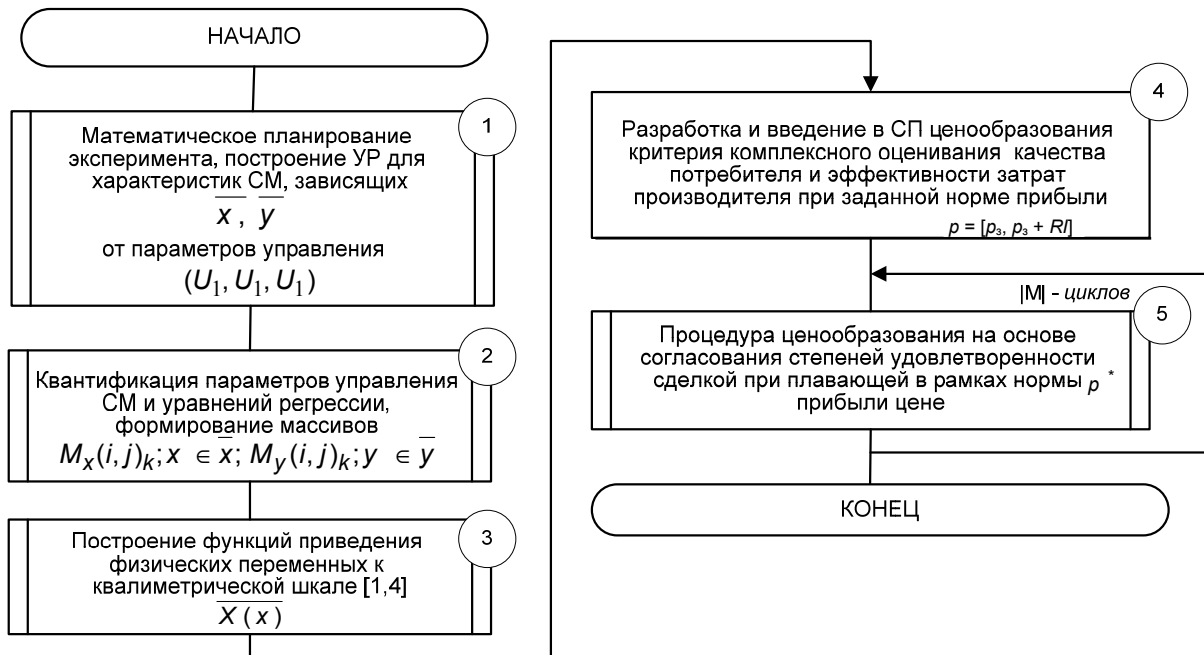 НАЧАЛО
1
Математическое планирование
эксперимента, построение УР для
характеристик СМ, зависящих
x̅ , y̅
от параметров управления
(U₁, U₁, U₁)
2
Квантификация параметров управления
СМ и уравнений регрессии,
формирование массивов
Mₓ(i, j)ₖ; x ∈ x̅; M_y(i, j)ₖ; y ∈ y̅
3
Построение функций приведения
физических переменных к
квалиметрической шкале [1,4]
X̅(̅x̅)̅
4
Разработка и введение в СП ценообразования
критерия комплексного оценивания качества
потребителя и эффективности затрат
производителя при заданной норме прибыли
p = [pₒ, pₒ + RI]
|M| - циклов
5
Процедура ценообразования на основе
согласования степеней удовлетворенности
сделкой при плавающей в рамках нормы p *
прибыли цене
КОНЕЦ